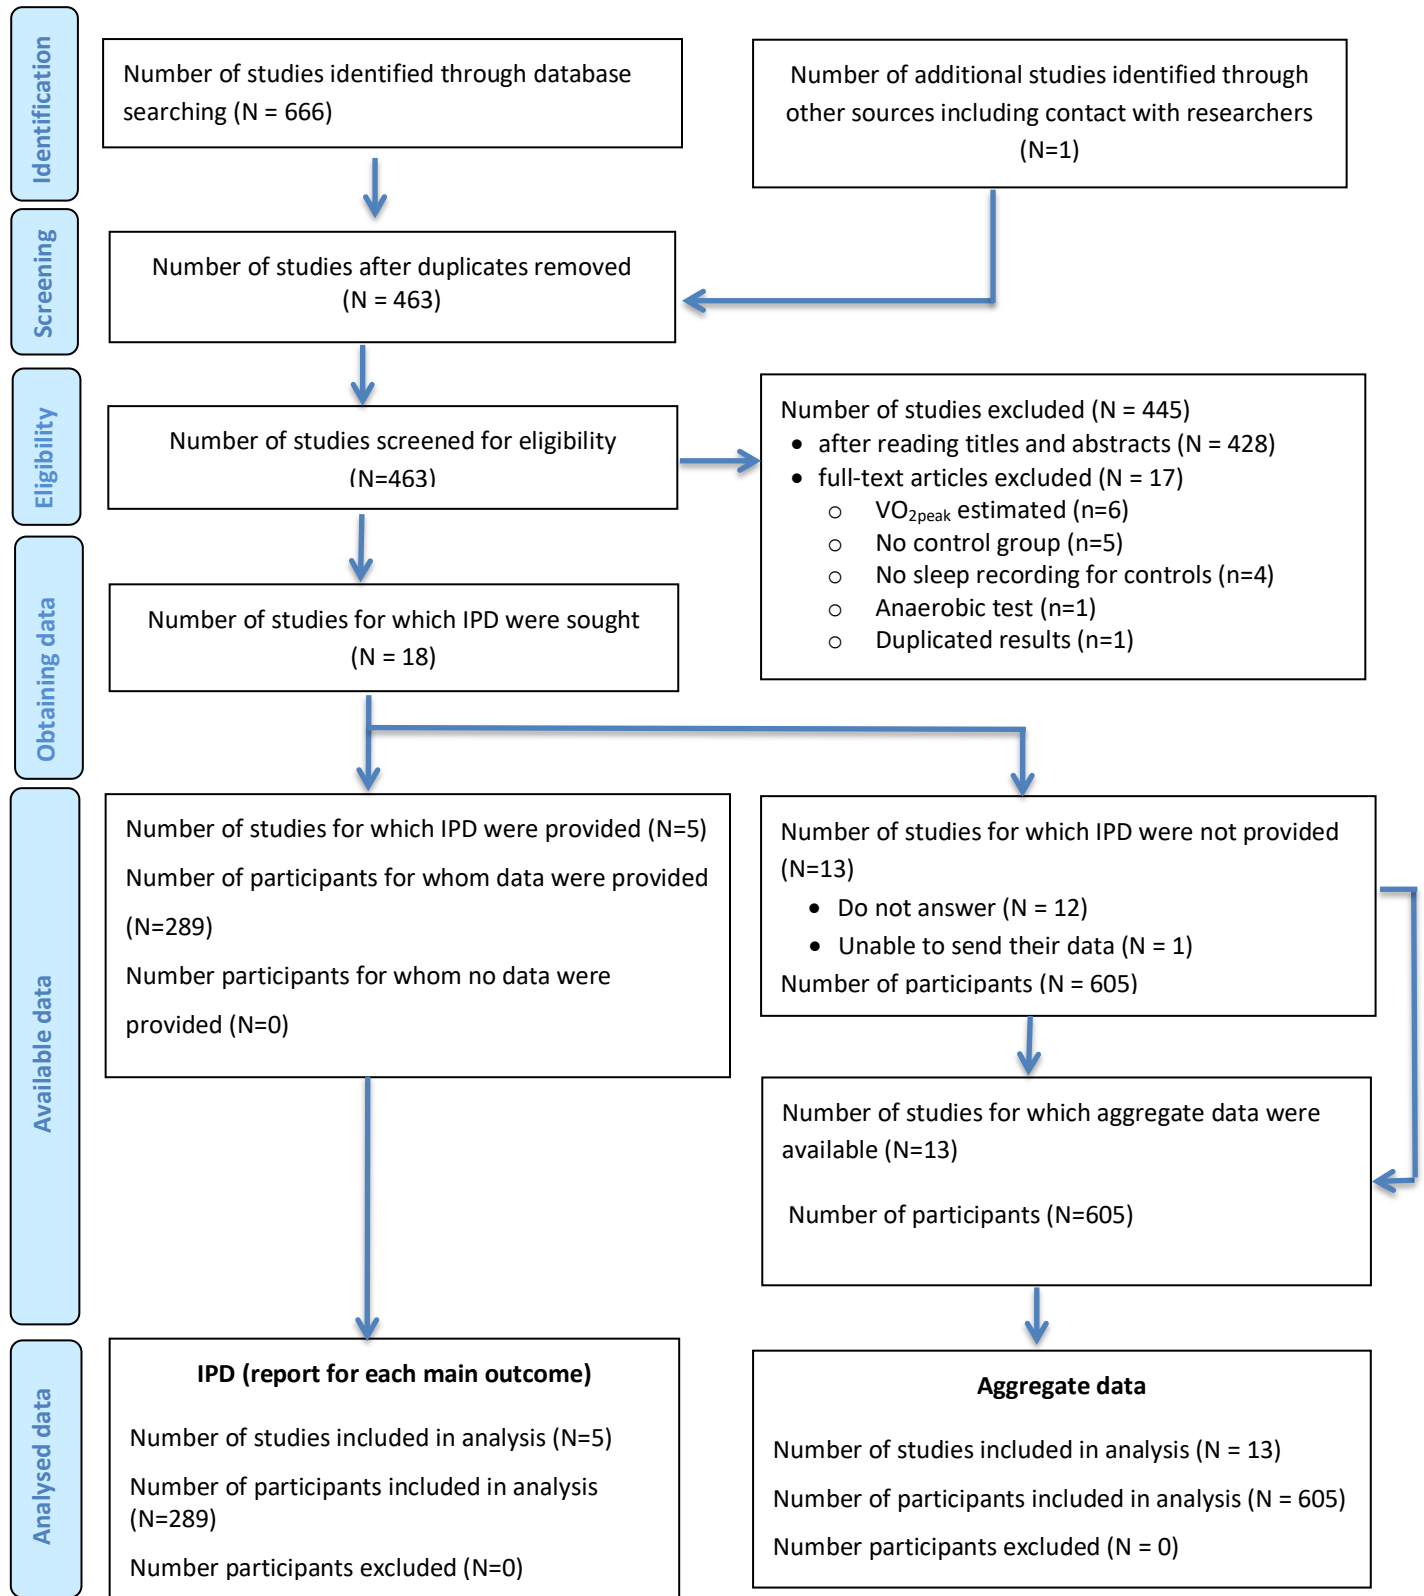 Identification
Number of studies identified through database
searching (N = 666)
Number of additional studies identified through
other sources including contact with researchers
(N=1)
Screening
Number of studies after duplicates removed
(N = 463)
Eligibility
Number of studies screened for eligibility
(N=463)
Number of studies excluded (N = 445)
• after reading titles and abstracts (N = 428)
• full-text articles excluded (N = 17)
o VO2peak estimated (n=6)
o No control group (n=5)
o No sleep recording for controls (n=4)
o Anaerobic test (n=1)
o Duplicated results (n=1)
Obtaining data
Number of studies for which IPD were sought
(N = 18)
Available data
Number of studies for which IPD were provided (N=5)
Number of participants for whom data were provided
(N=289)
Number participants for whom no data were
provided (N=0)
Number of studies for which IPD were not provided
(N=13)
• Do not answer (N = 12)
• Unable to send their data (N = 1)
Number of participants (N = 605)
Number of studies for which aggregate data were
available (N=13)
Number of participants (N=605)
Analysed data
IPD (report for each main outcome)
Number of studies included in analysis (N=5)
Number of participants included in analysis
(N=289)
Number participants excluded (N=0)
Aggregate data
Number of studies included in analysis (N = 13)
Number of participants included in analysis (N = 605)
Number participants excluded (N = 0)